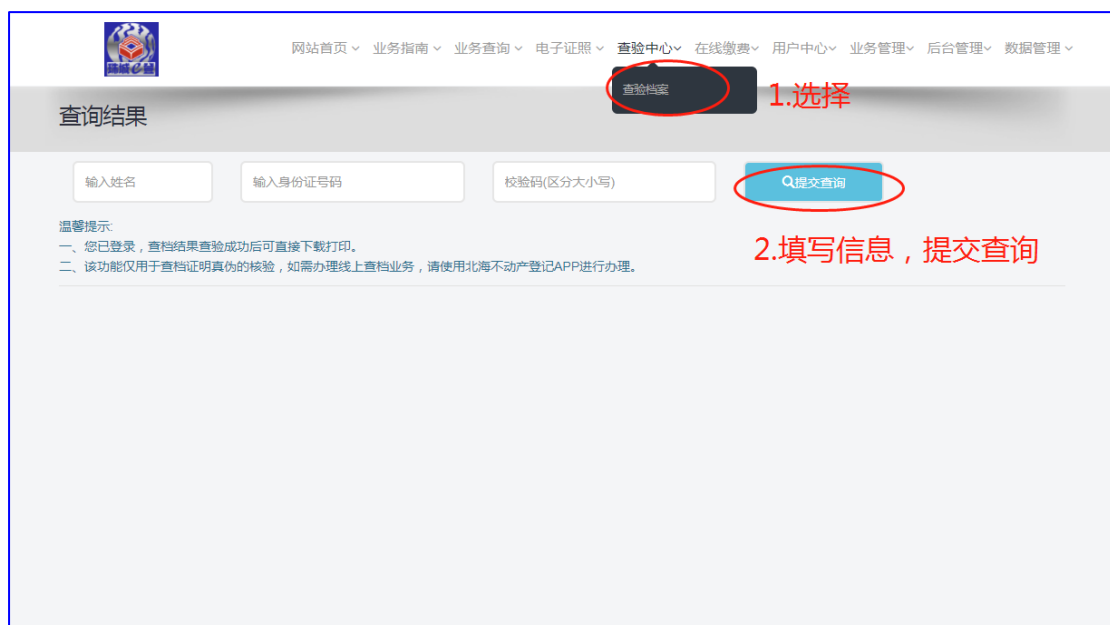 网站首页 业务指南 业务查询 电子证照 查验中心 在线缴费 用户中心 业务管理 后台管理 数据管理
查验档案
1.选择
查询结果
输入姓名 输入身份证号码 校验码(区分大小写) 提交查询
温馨提示:
一、您已登录，查档结果查验成功后可直接下载打印。
二、该功能仅用于查档证明真伪的核验，如需办理线上查档业务，请使用北海不动产登记APP进行办理。
2.填写信息，提交查询